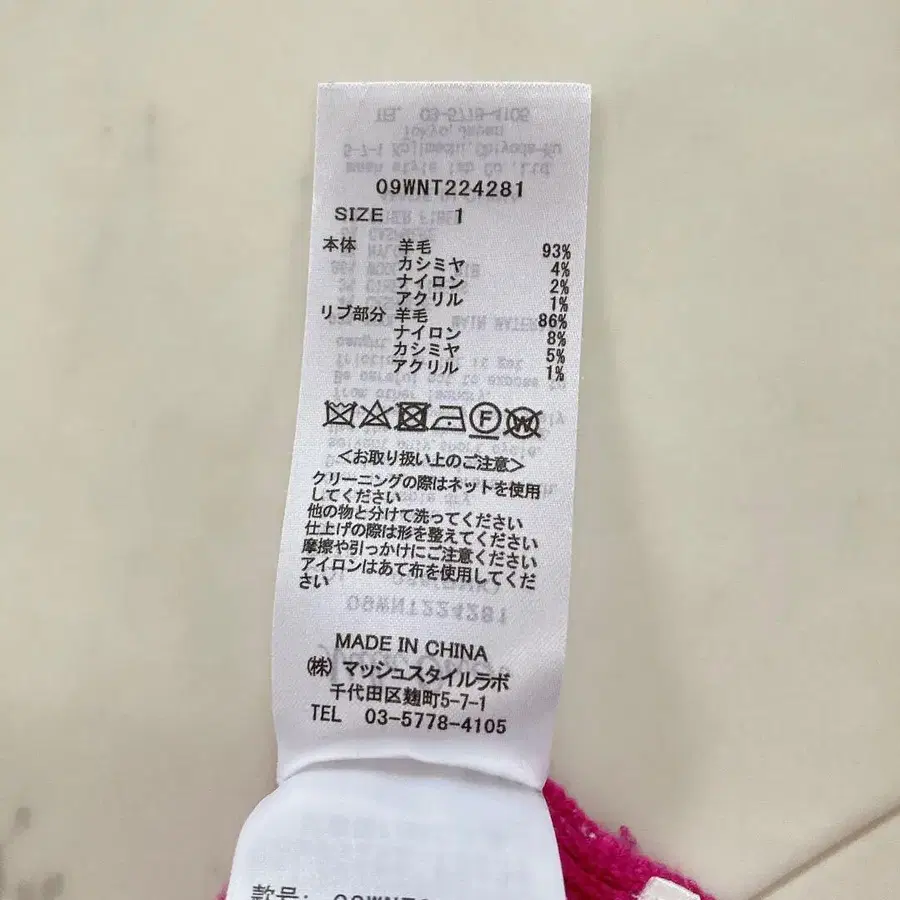 09WNT224281
SIZE 1
本体 羊毛 93%
カシミヤ 4%
ナイロン 2%
アクリル 1%
リブ部分 羊毛 86%
ナイロン 8%
カシミヤ 5%
アクリル 1%
<お取り扱い上のご注意>
クリーニングの際はネットを使用
してください
他の物と分けて洗ってください
仕上げの際は形を整えてください
摩擦や引っかけにご注意ください
アイロンはあて布を使用してくだ
さい
MADE IN CHINA
(株) マッシュスタイルラボ
千代田区麹町5-7-1
TEL 03-5778-4105
款号: